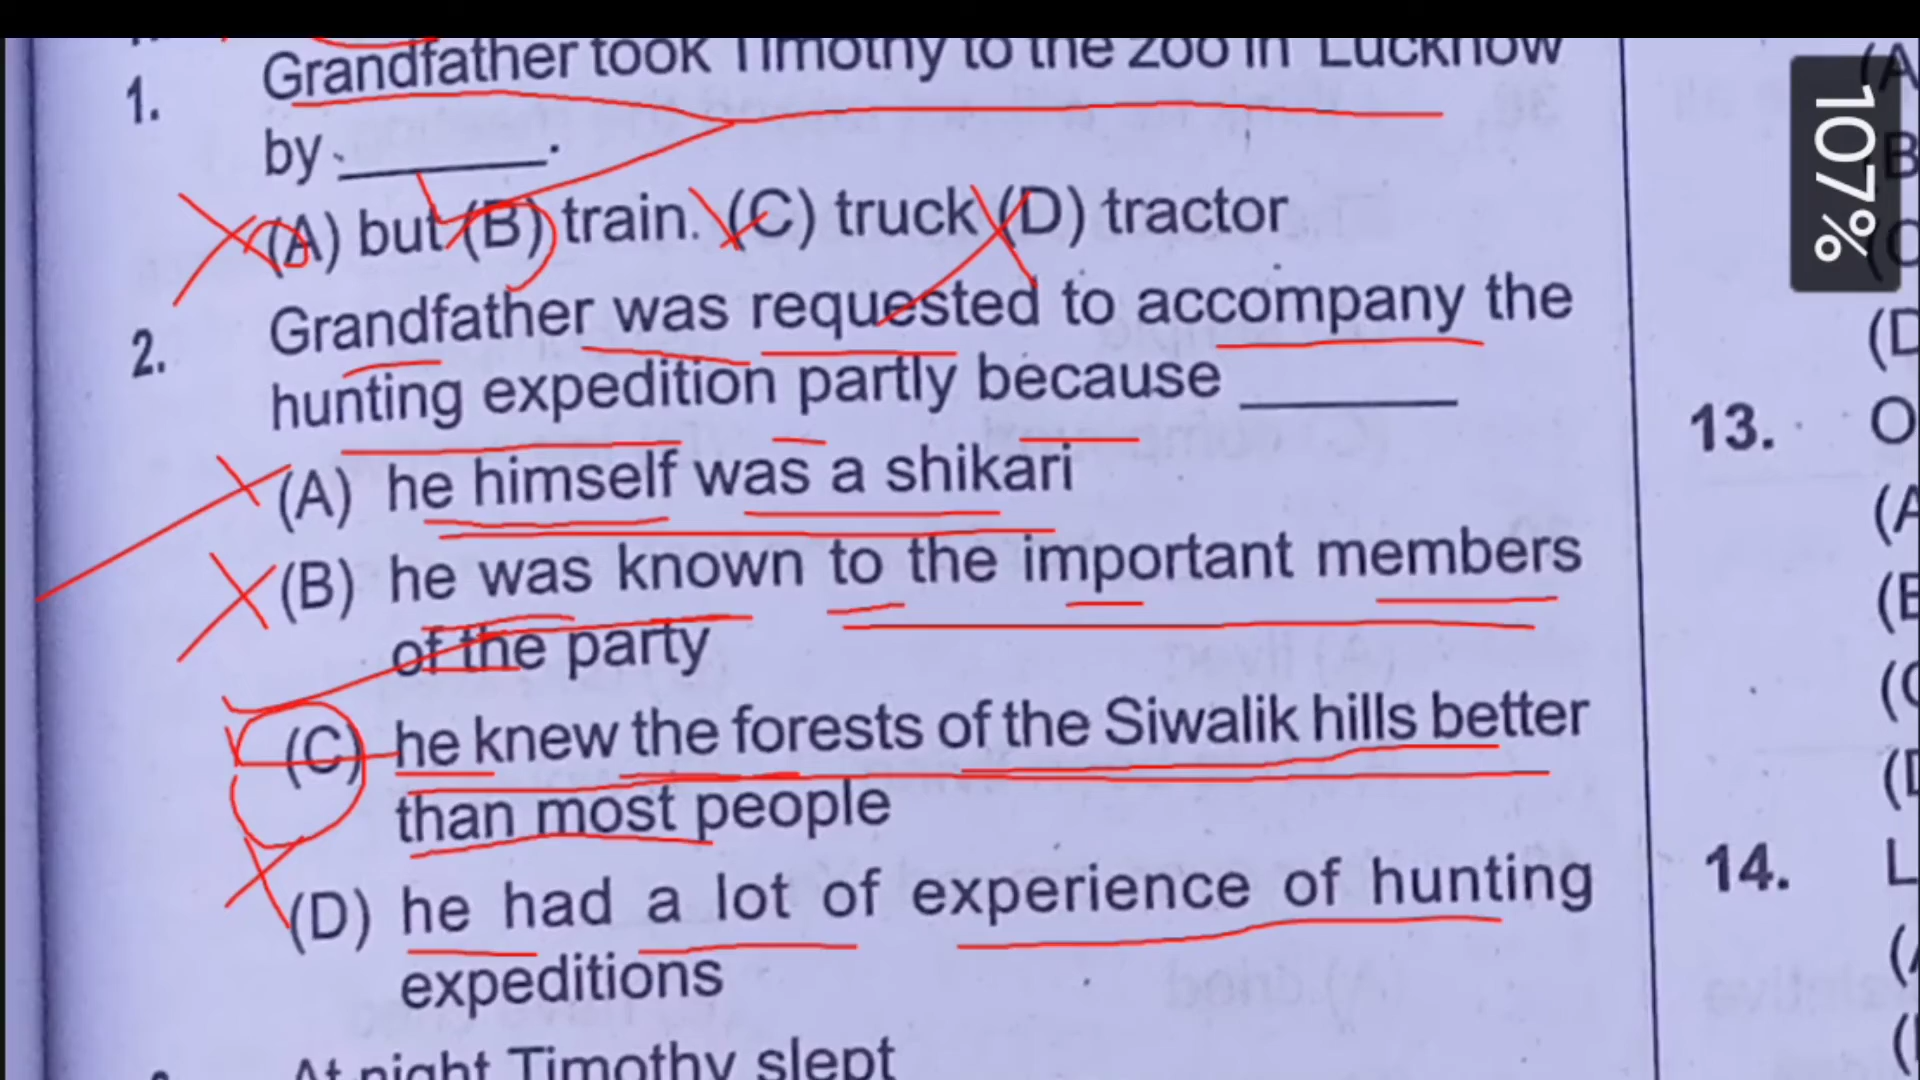 1. Grandfather took Timothy to the zoo in Lucknow
by ________.
(A) but (B) train. (C) truck (D) tractor
2. Grandfather was requested to accompany the
hunting expedition partly because ________
(A) he himself was a shikari
(B) he was known to the important members
of the party
(C) he knew the forests of the Siwalik hills better
than most people
(D) he had a lot of experience of hunting
expeditions
At night Timothy slept
107%
(A
B
(C
(D
13. O
(A
(B
(C
(D
14. L
(A
(